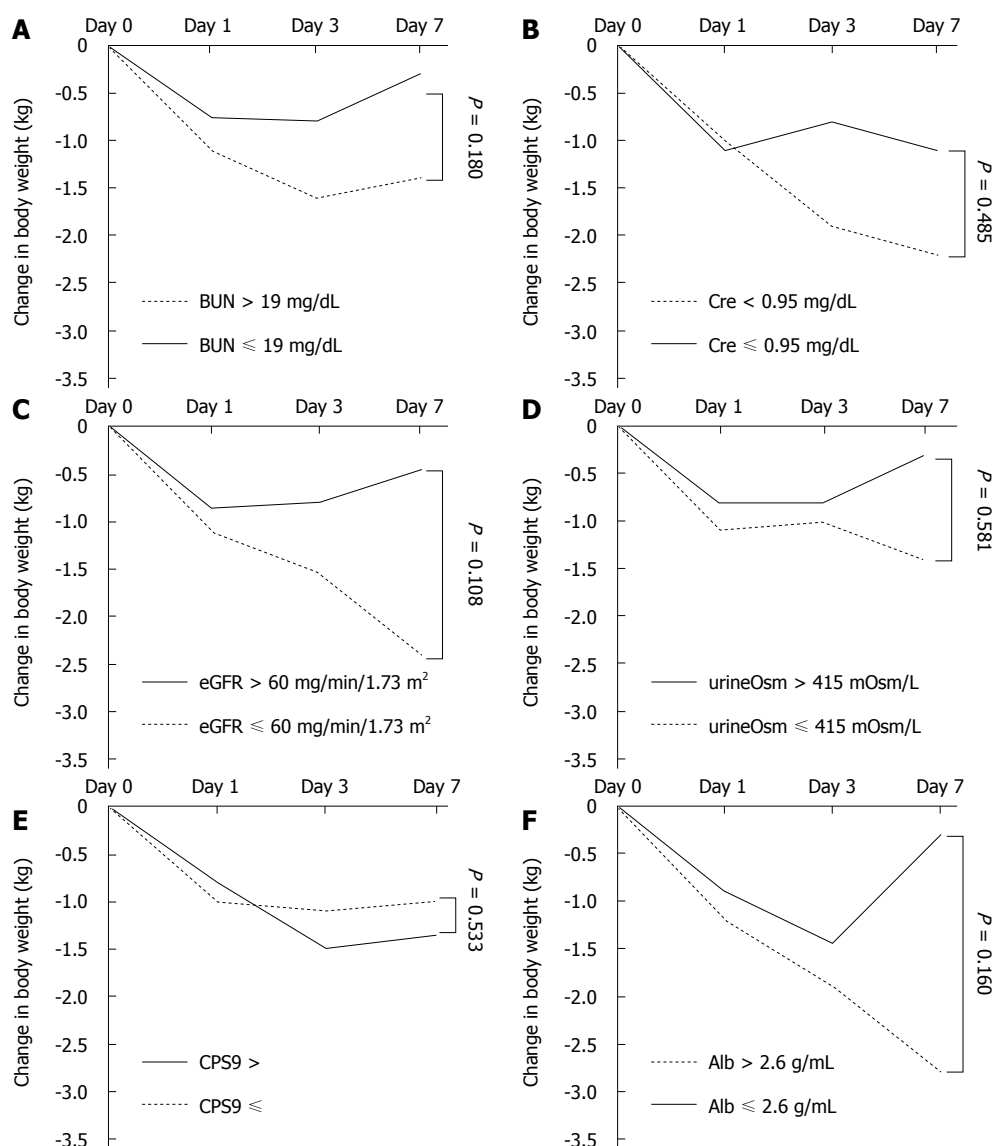 A
Day 0 Day 1 Day 3 Day 7
0
-0.5
-1.0
-1.5
-2.0
-2.5
-3.0
-3.5
Change in body weight (kg)
P = 0.180
BUN > 19 mg/dL
BUN ≤ 19 mg/dL
B
Day 0 Day 1 Day 3 Day 7
0
-0.5
-1.0
-1.5
-2.0
-2.5
-3.0
-3.5
Change in body weight (kg)
P = 0.485
Cre < 0.95 mg/dL
Cre ≤ 0.95 mg/dL
C
Day 0 Day 1 Day 3 Day 7
0
-0.5
-1.0
-1.5
-2.0
-2.5
-3.0
-3.5
Change in body weight (kg)
P = 0.108
eGFR > 60 mg/min/1.73 m²
eGFR ≤ 60 mg/min/1.73 m²
D
Day 0 Day 1 Day 3 Day 7
0
-0.5
-1.0
-1.5
-2.0
-2.5
-3.0
-3.5
Change in body weight (kg)
P = 0.581
urineOsm > 415 mOsm/L
urineOsm ≤ 415 mOsm/L
E
Day 0 Day 1 Day 3 Day 7
0
-0.5
-1.0
-1.5
-2.0
-2.5
-3.0
-3.5
Change in body weight (kg)
P = 0.533
CPS9 >
CPS9 ≤
F
Day 0 Day 1 Day 3 Day 7
0
-0.5
-1.0
-1.5
-2.0
-2.5
-3.0
-3.5
Change in body weight (kg)
P = 0.160
Alb > 2.6 g/mL
Alb ≤ 2.6 g/mL